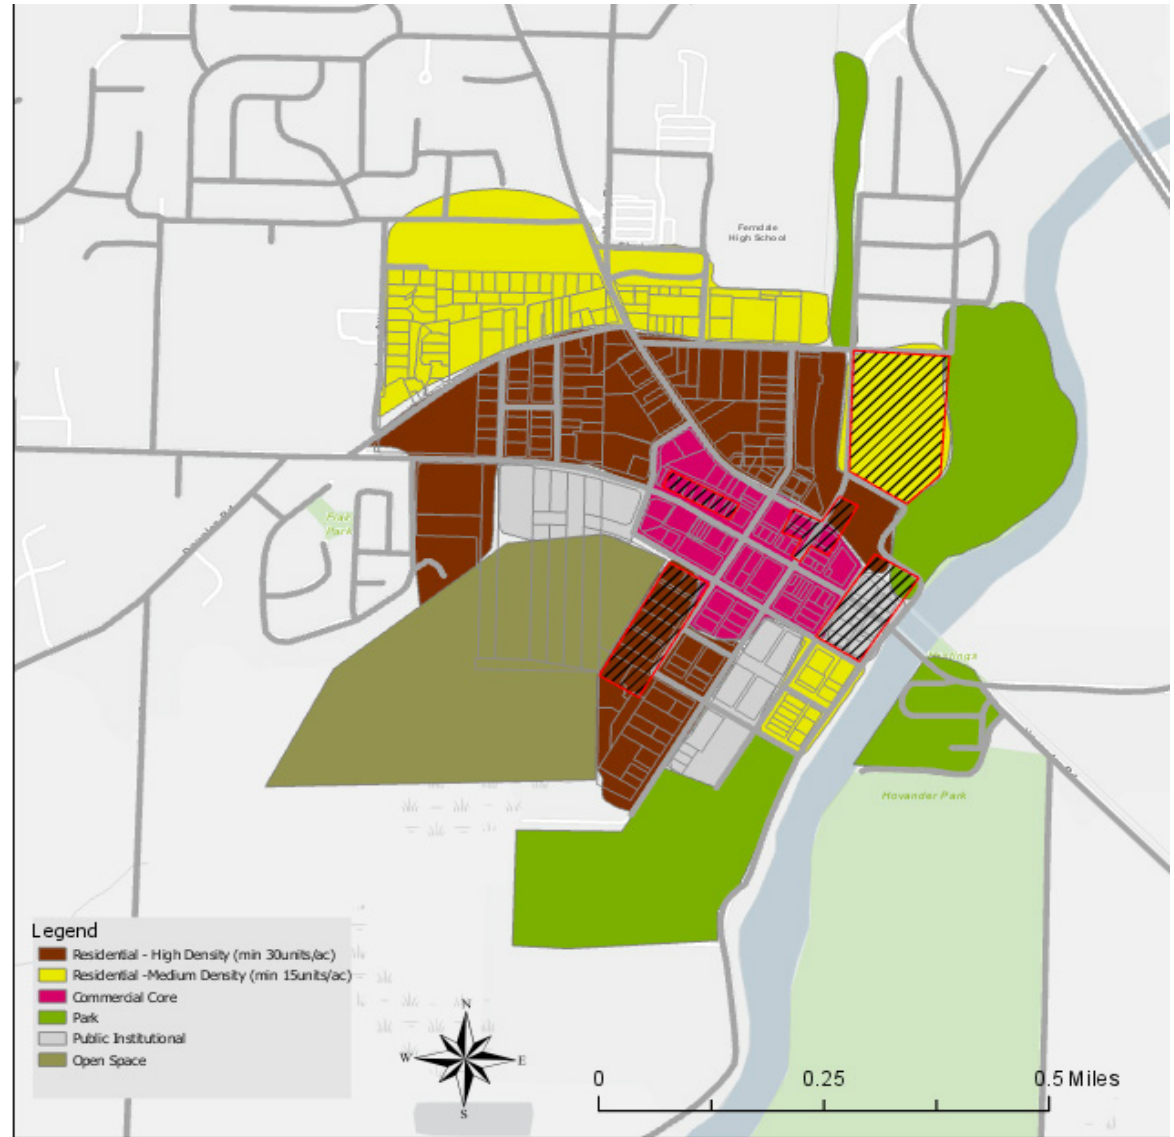 Ferndale
High School
Park
Hovander Park
Legend
Residential - High Density (min 30units/ac)
Residential -Medium Density (min 15units/ac)
Commercial Core
Park
Public Institutional
Open Space
N
W
E
S
0
0.25
0.5 Miles